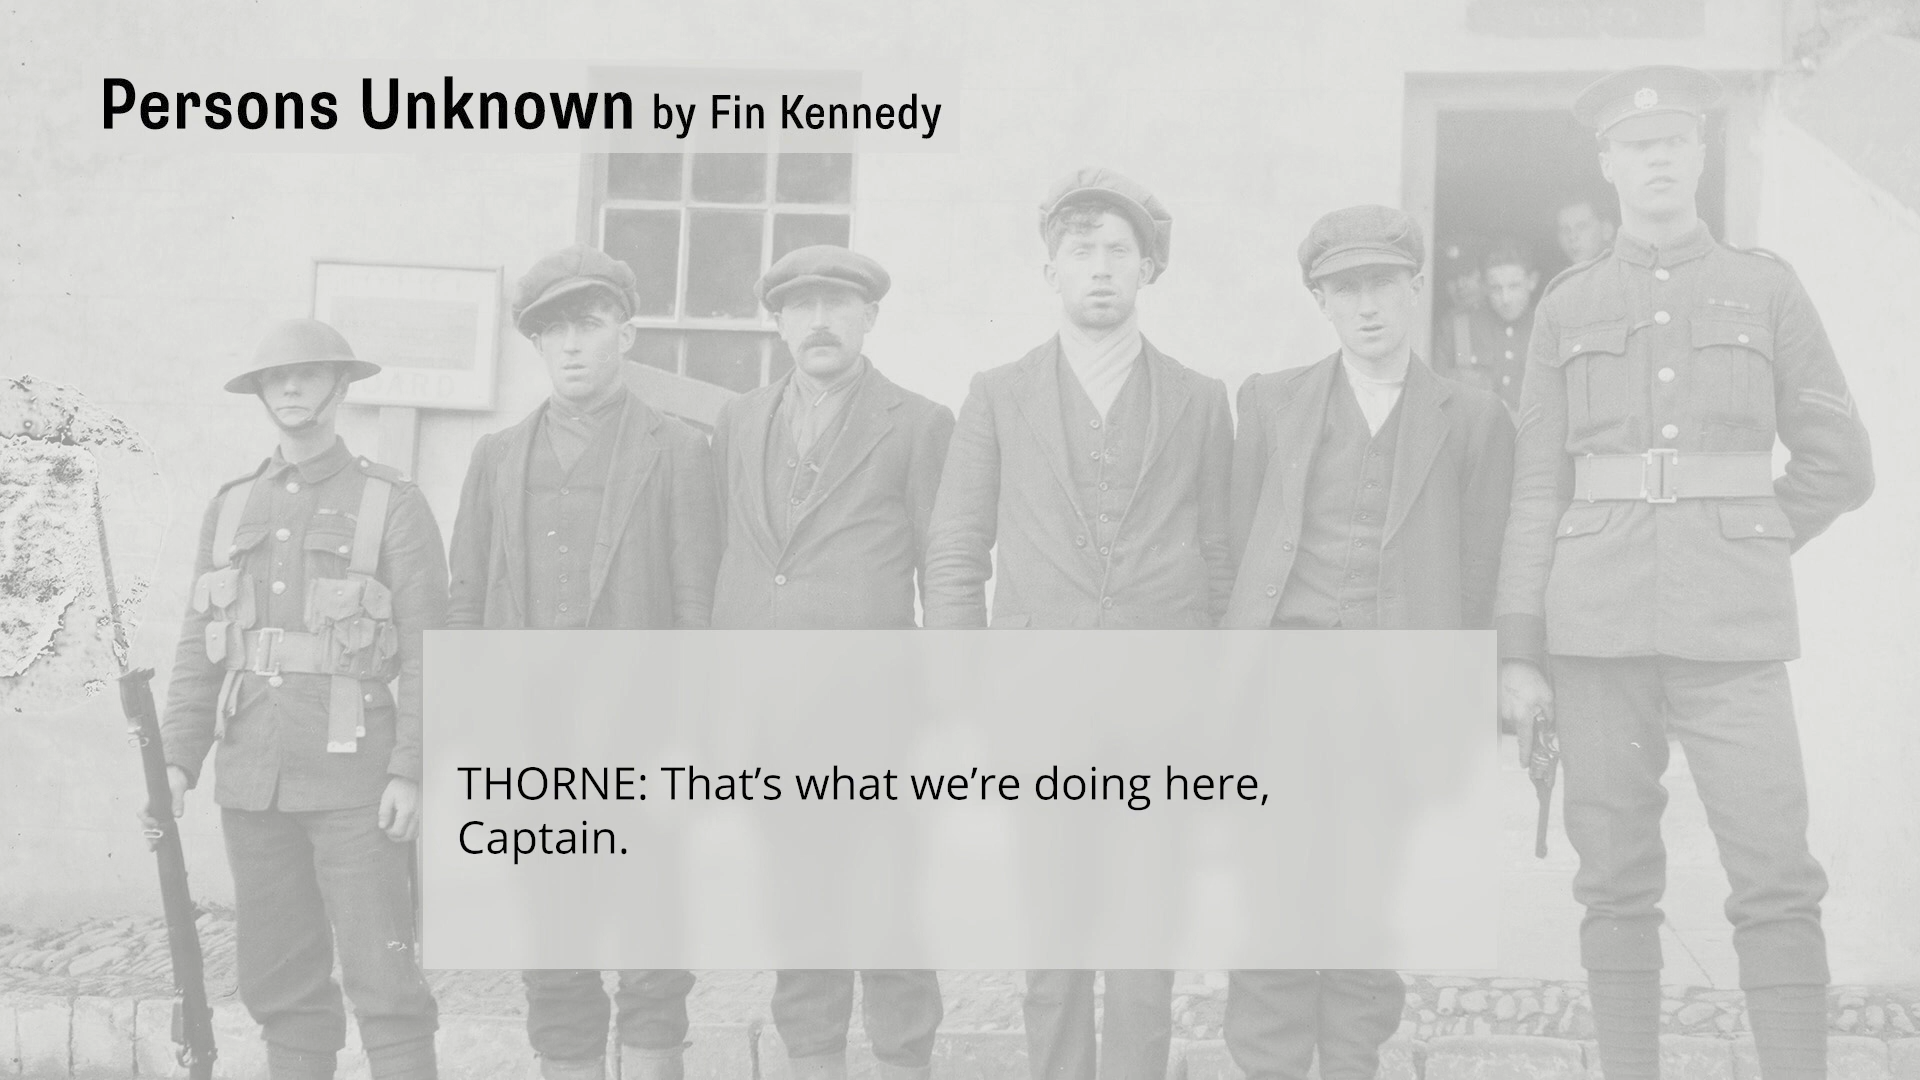 Persons Unknown by Fin Kennedy
THORNE: That’s what we’re doing here,
Captain.